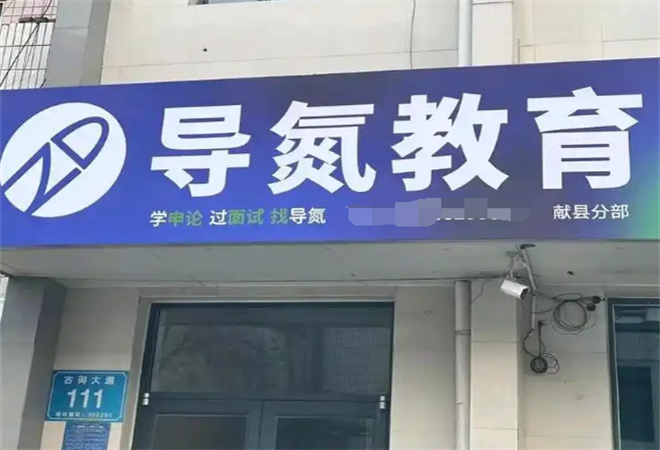 导氮教育
学申论 过面试 找导氮
献县分部
古御大道
111